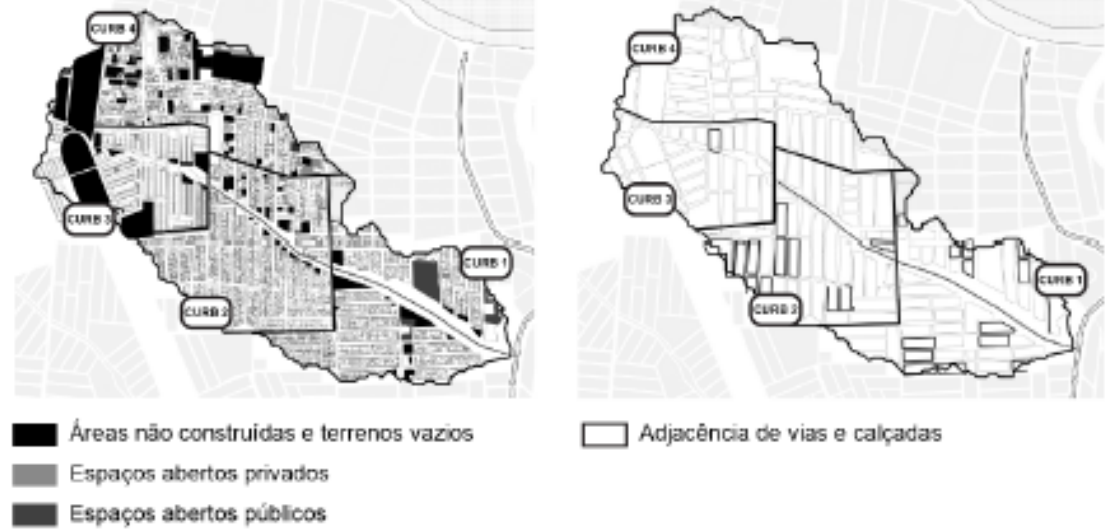 CURB 4
CURB 3
CURB 2
CURB 1
CURB 4
CURB 3
CURB 2
CURB 1
Áreas não construídas e terrenos vazios
Espaços abertos privados
Espaços abertos públicos
Adjacência de vias e calçadas